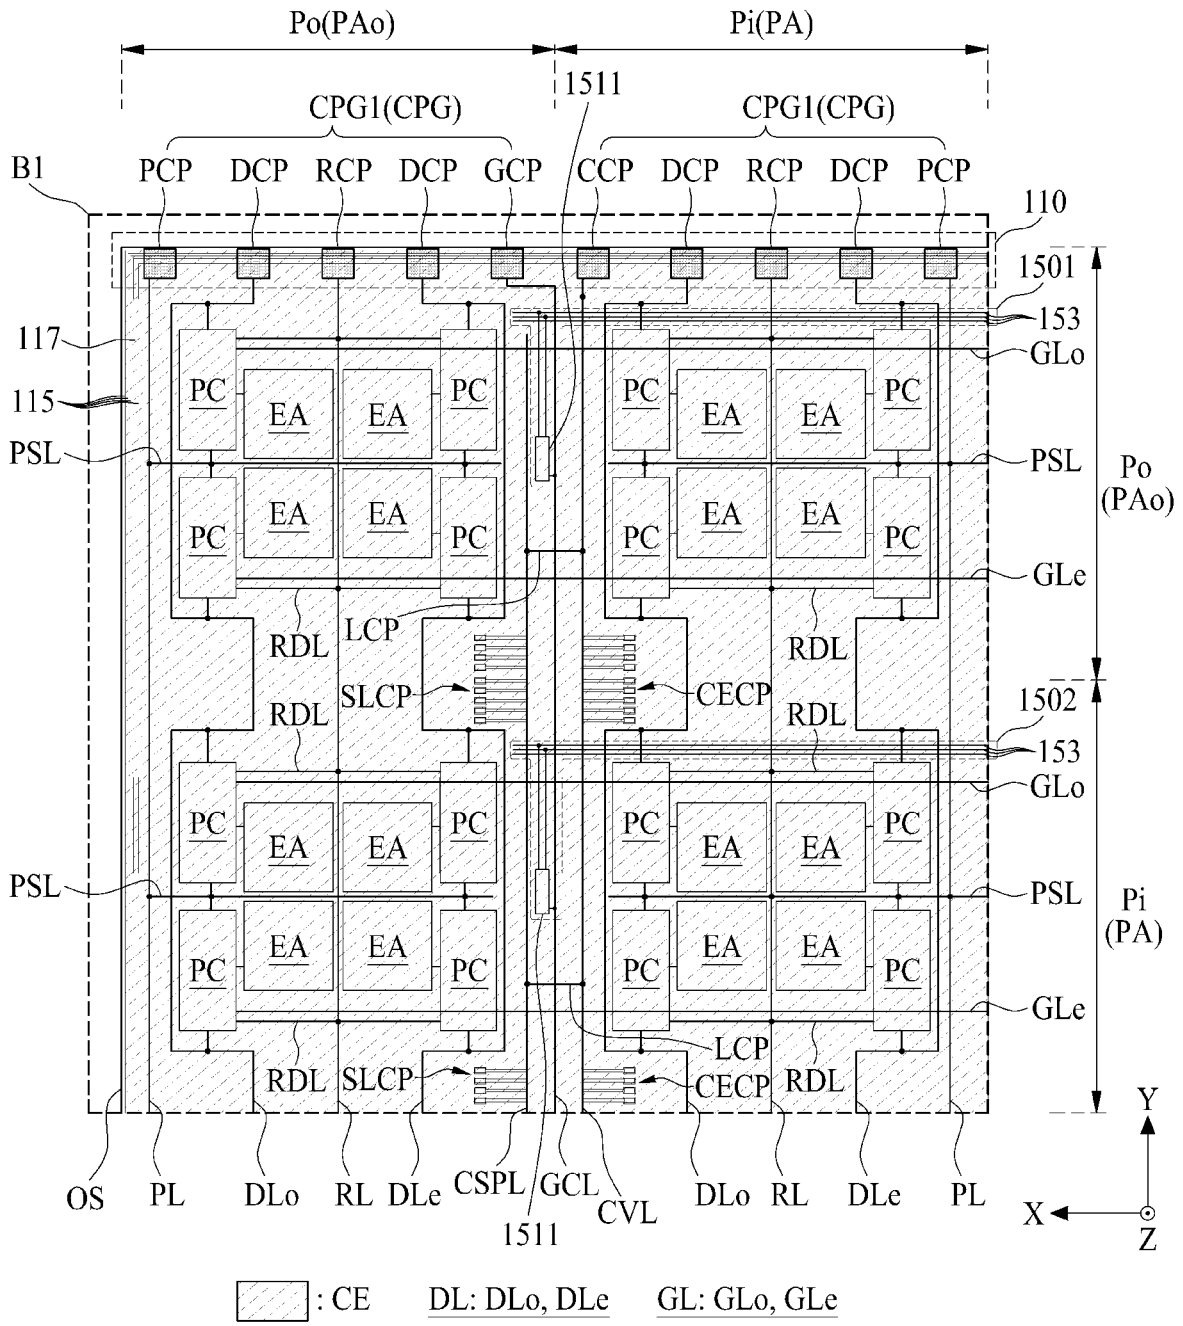 Po(PAo) Pi(PA)
1511
CPG1(CPG) CPG1(CPG)
B1 PCP DCP RCP DCP GCP CCP DCP RCP DCP PCP
110
1501
153
117
GLo
PC EA EA PC PC EA EA PC
115
PSL PSL
Po
(PAo)
PC EA EA PC PC EA EA PC
GLe
RDL LCP RDL
SLCP CECP
RDL RDL 1502
153
GLo
PC EA EA PC PC EA EA PC
PSL PSL
Pi
(PA)
PC EA EA PC PC EA EA PC
GLe
LCP
RDL SLCP CECP RDL
Y
OS PL DLo RL DLe CSPL GCL CVL DLo RL DLe PL
X
1511
Z
: CE DL: DLo, DLe GL: GLo, GLe